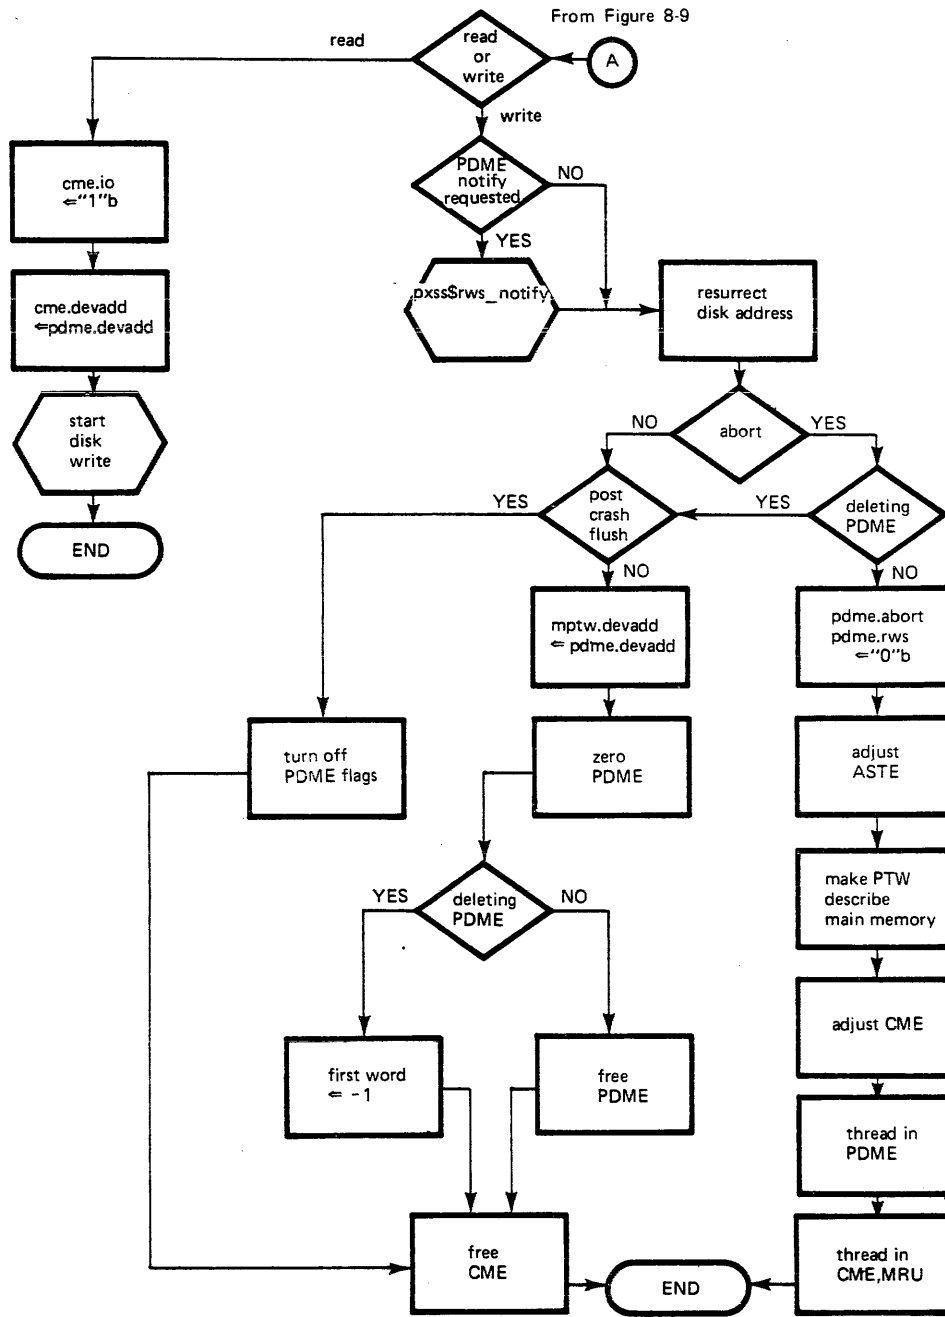 From Figure 8-9
read
read
or
write
A
write
cme.io
⇐"1"b
PDME
notify
requested
NO
YES
cme.devadd
⇐pdme.devadd
pxss$rws_notify
resurrect
disk address
start
disk
write
NO
abort
YES
END
YES
post
crash
flush
YES
deleting
PDME
NO
NO
mptw.devadd
⇐ pdme.devadd
pdme.abort
pdme.rws
⇐"0"b
turn off
PDME flags
zero
PDME
adjust
ASTE
YES
deleting
PDME
NO
make PTW
describe
main memory
first word
⇐ -1
free
PDME
adjust CME
thread in
PDME
free
CME
END
thread in
CME,MRU